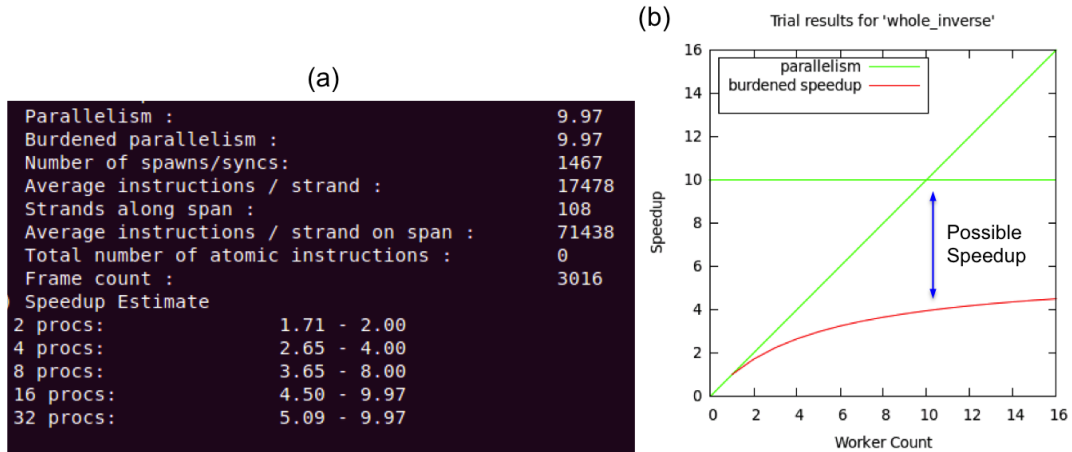 (a)
Parallelism : 9.97
Burdened parallelism : 9.97
Number of spawns/syncs: 1467
Average instructions / strand : 17478
Strands along span : 108
Average instructions / strand on span : 71438
Total number of atomic instructions : 0
Frame count : 3016
Speedup Estimate
2 procs: 1.71 - 2.00
4 procs: 2.65 - 4.00
8 procs: 3.65 - 8.00
16 procs: 4.50 - 9.97
32 procs: 5.09 - 9.97
(b)
Trial results for 'whole_inverse'
parallelism
burdened speedup
16
14
12
10
8
6
4
2
0
Speedup
Possible
Speedup
0 2 4 6 8 10 12 14 16
Worker Count